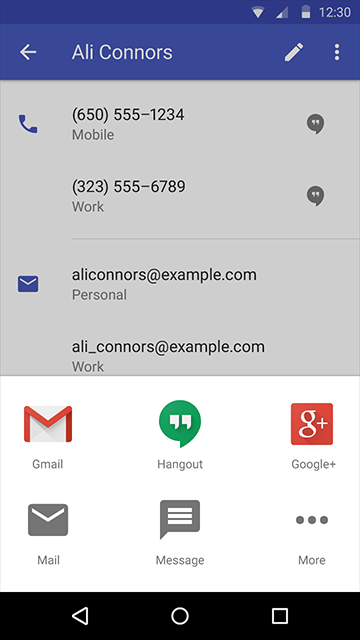 12:30
Ali Connors
(650) 555–1234
Mobile
(323) 555–6789
Work
aliconnors@example.com
Personal
ali_connors@example.com
Work
g+
Gmail Hangout Google+
Mail Message More